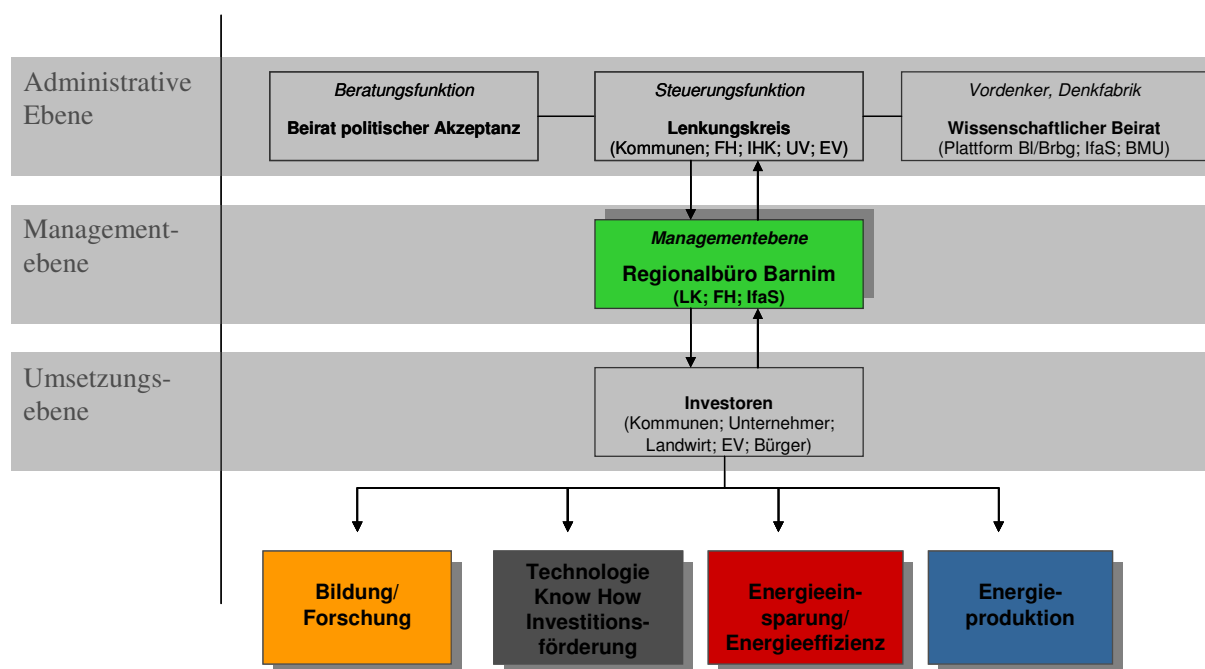 Administrative
Ebene
Beratungsfunktion
Beirat politischer Akzeptanz
Steuerungsfunktion
Lenkungskreis
(Kommunen; FH; IHK; UV; EV)
Vordenker, Denkfabrik
Wissenschaftlicher Beirat
(Plattform Bl/Brbg; IfaS; BMU)
Management-
ebene
Managementebene
Regionalbüro Barnim
(LK; FH; IfaS)
Umsetzungs-
ebene
Investoren
(Kommunen; Unternehmer;
Landwirt; EV; Bürger)
Bildung/
Forschung
Technologie
Know How
Investitions-
förderung
Energieein-
sparung/
Energieeffizienz
Energie-
produktion